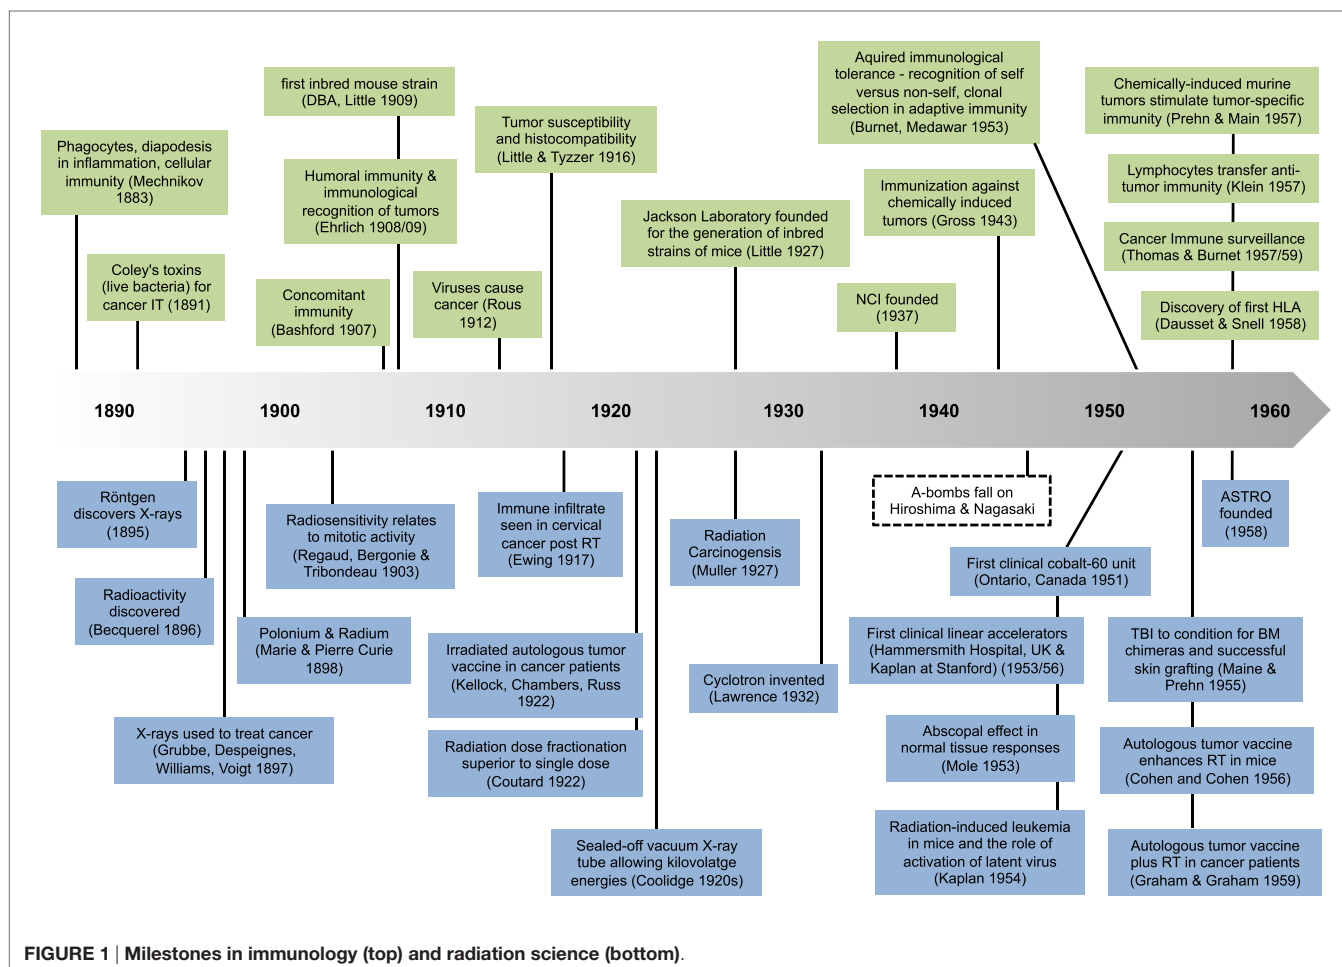 first inbred mouse strain
(DBA, Little 1909)
Aquired immunological
tolerance - recognition of self
versus non-self, clonal
selection in adaptive immunity
(Burnet, Medawar 1953)
Chemically-induced murine
tumors stimulate tumor-specific
immunity (Prehn & Main 1957)
Phagocytes, diapodesis
in inflammation, cellular
immunity (Mechnikov
1883)
Tumor susceptibility
and histocompatibility
(Little & Tyzzer 1916)
Humoral immunity &
immunological
recognition of tumors
(Ehrlich 1908/09)
Immunization against
chemically induced
tumors (Gross 1943)
Lymphocytes transfer anti-
tumor immunity (Klein 1957)
Jackson Laboratory founded
for the generation of inbred
strains of mice (Little 1927)
Cancer Immune surveillance
(Thomas & Burnet 1957/59)
Coley's toxins
(live bacteria) for
cancer IT (1891)
Concomitant
immunity
(Bashford 1907)
Viruses cause
cancer (Rous
1912)
NCI founded
(1937)
Discovery of first HLA
(Dausset & Snell 1958)
1890 1900 1910 1920 1930 1940 1950 1960
Röntgen
discovers X-rays
(1895)
Radiosensitivity relates
to mitotic activity
(Regaud, Bergonie &
Tribondeau 1903)
Immune infiltrate
seen in cervical
cancer post RT
(Ewing 1917)
Radiation
Carcinogensis
(Muller 1927)
A-bombs fall on
Hiroshima & Nagasaki
ASTRO
founded
(1958)
First clinical cobalt-60 unit
(Ontario, Canada 1951)
Radioactivity
discovered
(Becquerel 1896)
Polonium & Radium
(Marie & Pierre Curie
1898)
Irradiated autologous tumor
vaccine in cancer patients
(Kellock, Chambers, Russ
1922)
Cyclotron invented
(Lawrence 1932)
First clinical linear accelerators
(Hammersmith Hospital, UK &
Kaplan at Stanford) (1953/56)
TBI to condition for BM
chimeras and successful
skin grafting (Maine &
Prehn 1955)
X-rays used to treat cancer
(Grubbe, Despeignes,
Williams, Voigt 1897)
Radiation dose fractionation
superior to single dose
(Coutard 1922)
Abscopal effect in
normal tissue responses
(Mole 1953)
Autologous tumor vaccine
enhances RT in mice
(Cohen and Cohen 1956)
Sealed-off vacuum X-ray
tube allowing kilovolatge
energies (Coolidge 1920s)
Radiation-induced leukemia
in mice and the role of
activation of latent virus
(Kaplan 1954)
Autologous tumor vaccine
plus RT in cancer patients
(Graham & Graham 1959)
FIGURE 1 | Milestones in immunology (top) and radiation science (bottom).